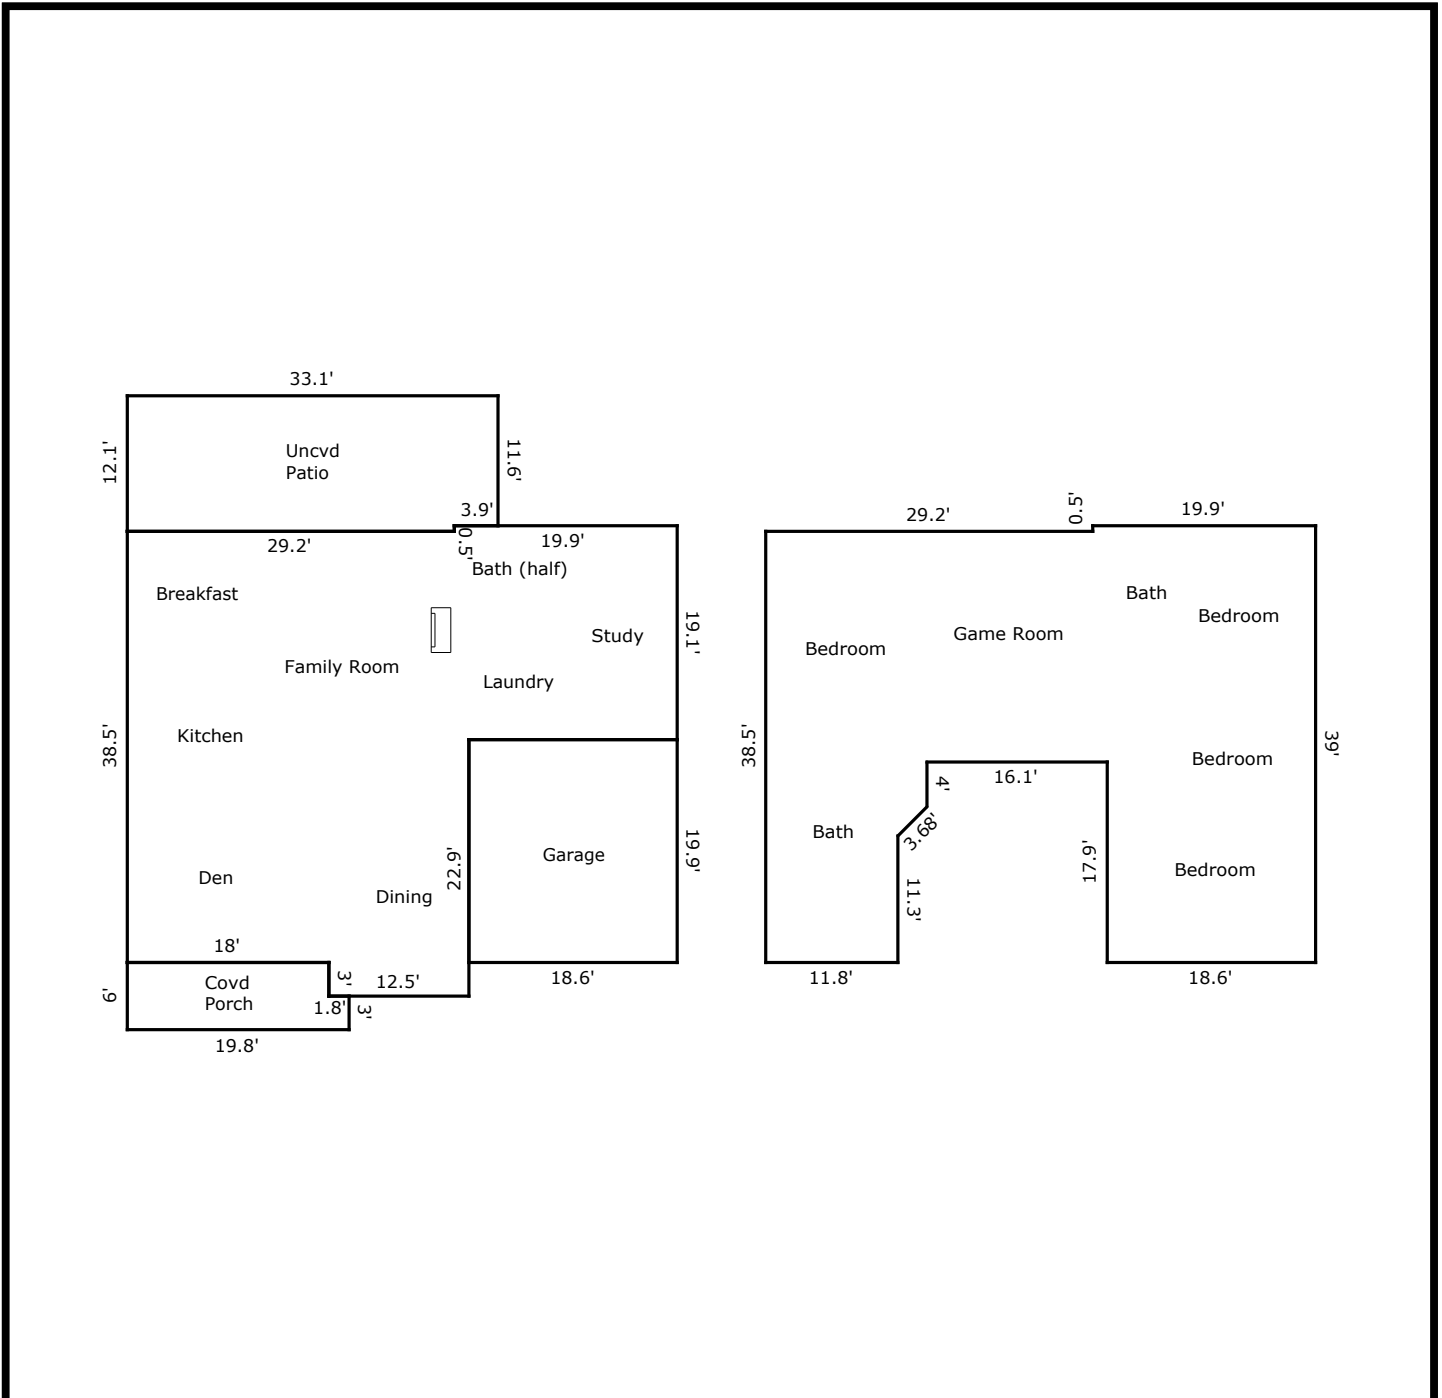 33.1'
12.1'
Uncvd
Patio
11.6'
3.9'
0.5'
29.2'
19.9'
Bath (half)
Breakfast
Study
19.1'
Family Room
Laundry
Kitchen
38.5'
22.9'
Garage
19.9'
Den
Dining
18'
3'
12.5'
18.6'
6'
Covd
Porch
1.8'
3'
19.8'
29.2'
0.5'
19.9'
Bath
Bedroom
Game Room
Bedroom
38.5'
39'
Bedroom
16.1'
4'
3.68'
Bath
17.9'
Bedroom
11.3'
11.8'
18.6'